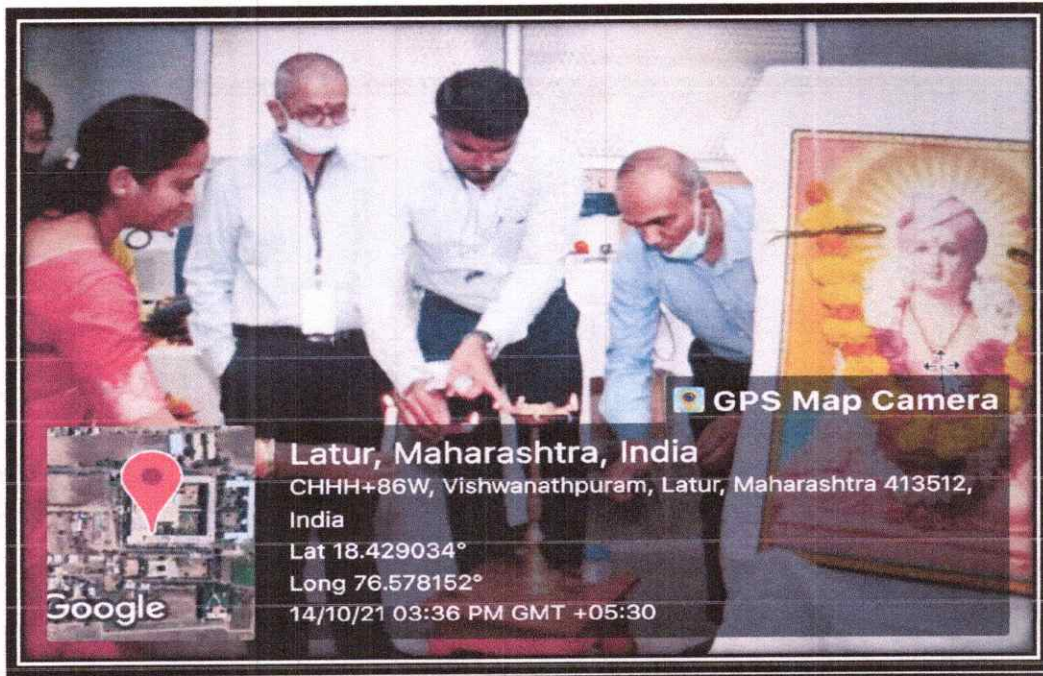 GPS Map Camera
Latur, Maharashtra, India
CHHH+86W, Vishwanathpuram, Latur, Maharashtra 413512,
India
Lat 18.429034°
Long 76.578152°
14/10/21 03:36 PM GMT +05:30
Google